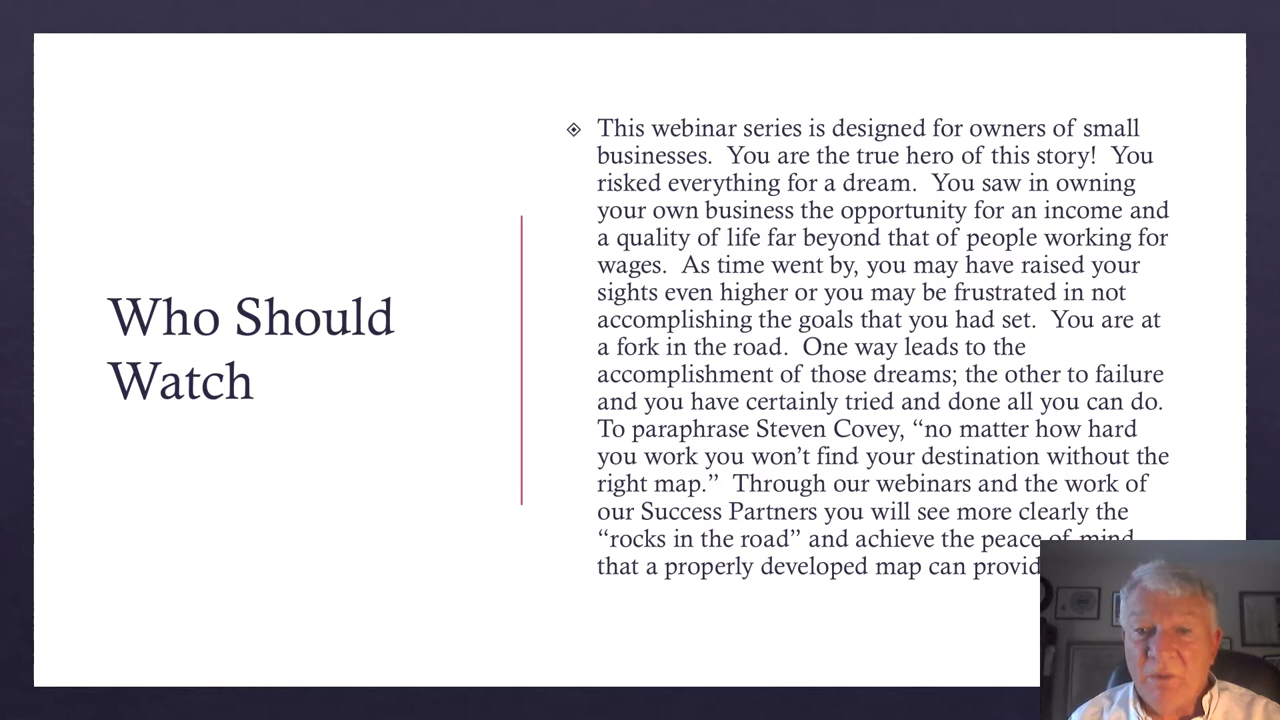 Who Should
Watch
This webinar series is designed for owners of small
businesses.  You are the true hero of this story!  You
risked everything for a dream.  You saw in owning
your own business the opportunity for an income and
a quality of life far beyond that of people working for
wages.  As time went by, you may have raised your
sights even higher or you may be frustrated in not
accomplishing the goals that you had set.  You are at
a fork in the road.  One way leads to the
accomplishment of those dreams; the other to failure
and you have certainly tried and done all you can do.
To paraphrase Steven Covey, “no matter how hard
you work you won’t find your destination without the
right map.”  Through our webinars and the work of
our Success Partners you will see more clearly the
“rocks in the road” and achieve the peace of mind
that a properly developed map can